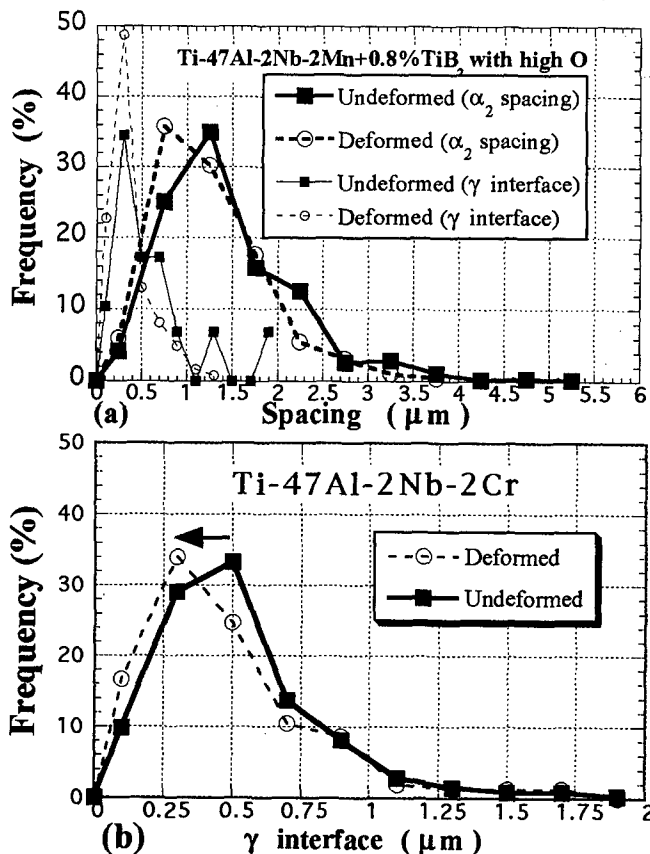 Ti-47Al-2Nb-2Mn+0.8%TiB2 with high O
Undeformed (α2 spacing)
Deformed (α2 spacing)
Undeformed (γ interface)
Deformed (γ interface)
Frequency (%)
50
40
30
20
10
0
0 0.5 1 1.5 2 2.5 3 3.5 4 4.5 5 5.5 6
(a) Spacing (μm)
Ti-47Al-2Nb-2Cr
Deformed
Undeformed
Frequency (%)
50
40
30
20
10
0
0 0.25 0.5 0.75 1 1.25 1.5 1.75
(b) γ interface (μm)